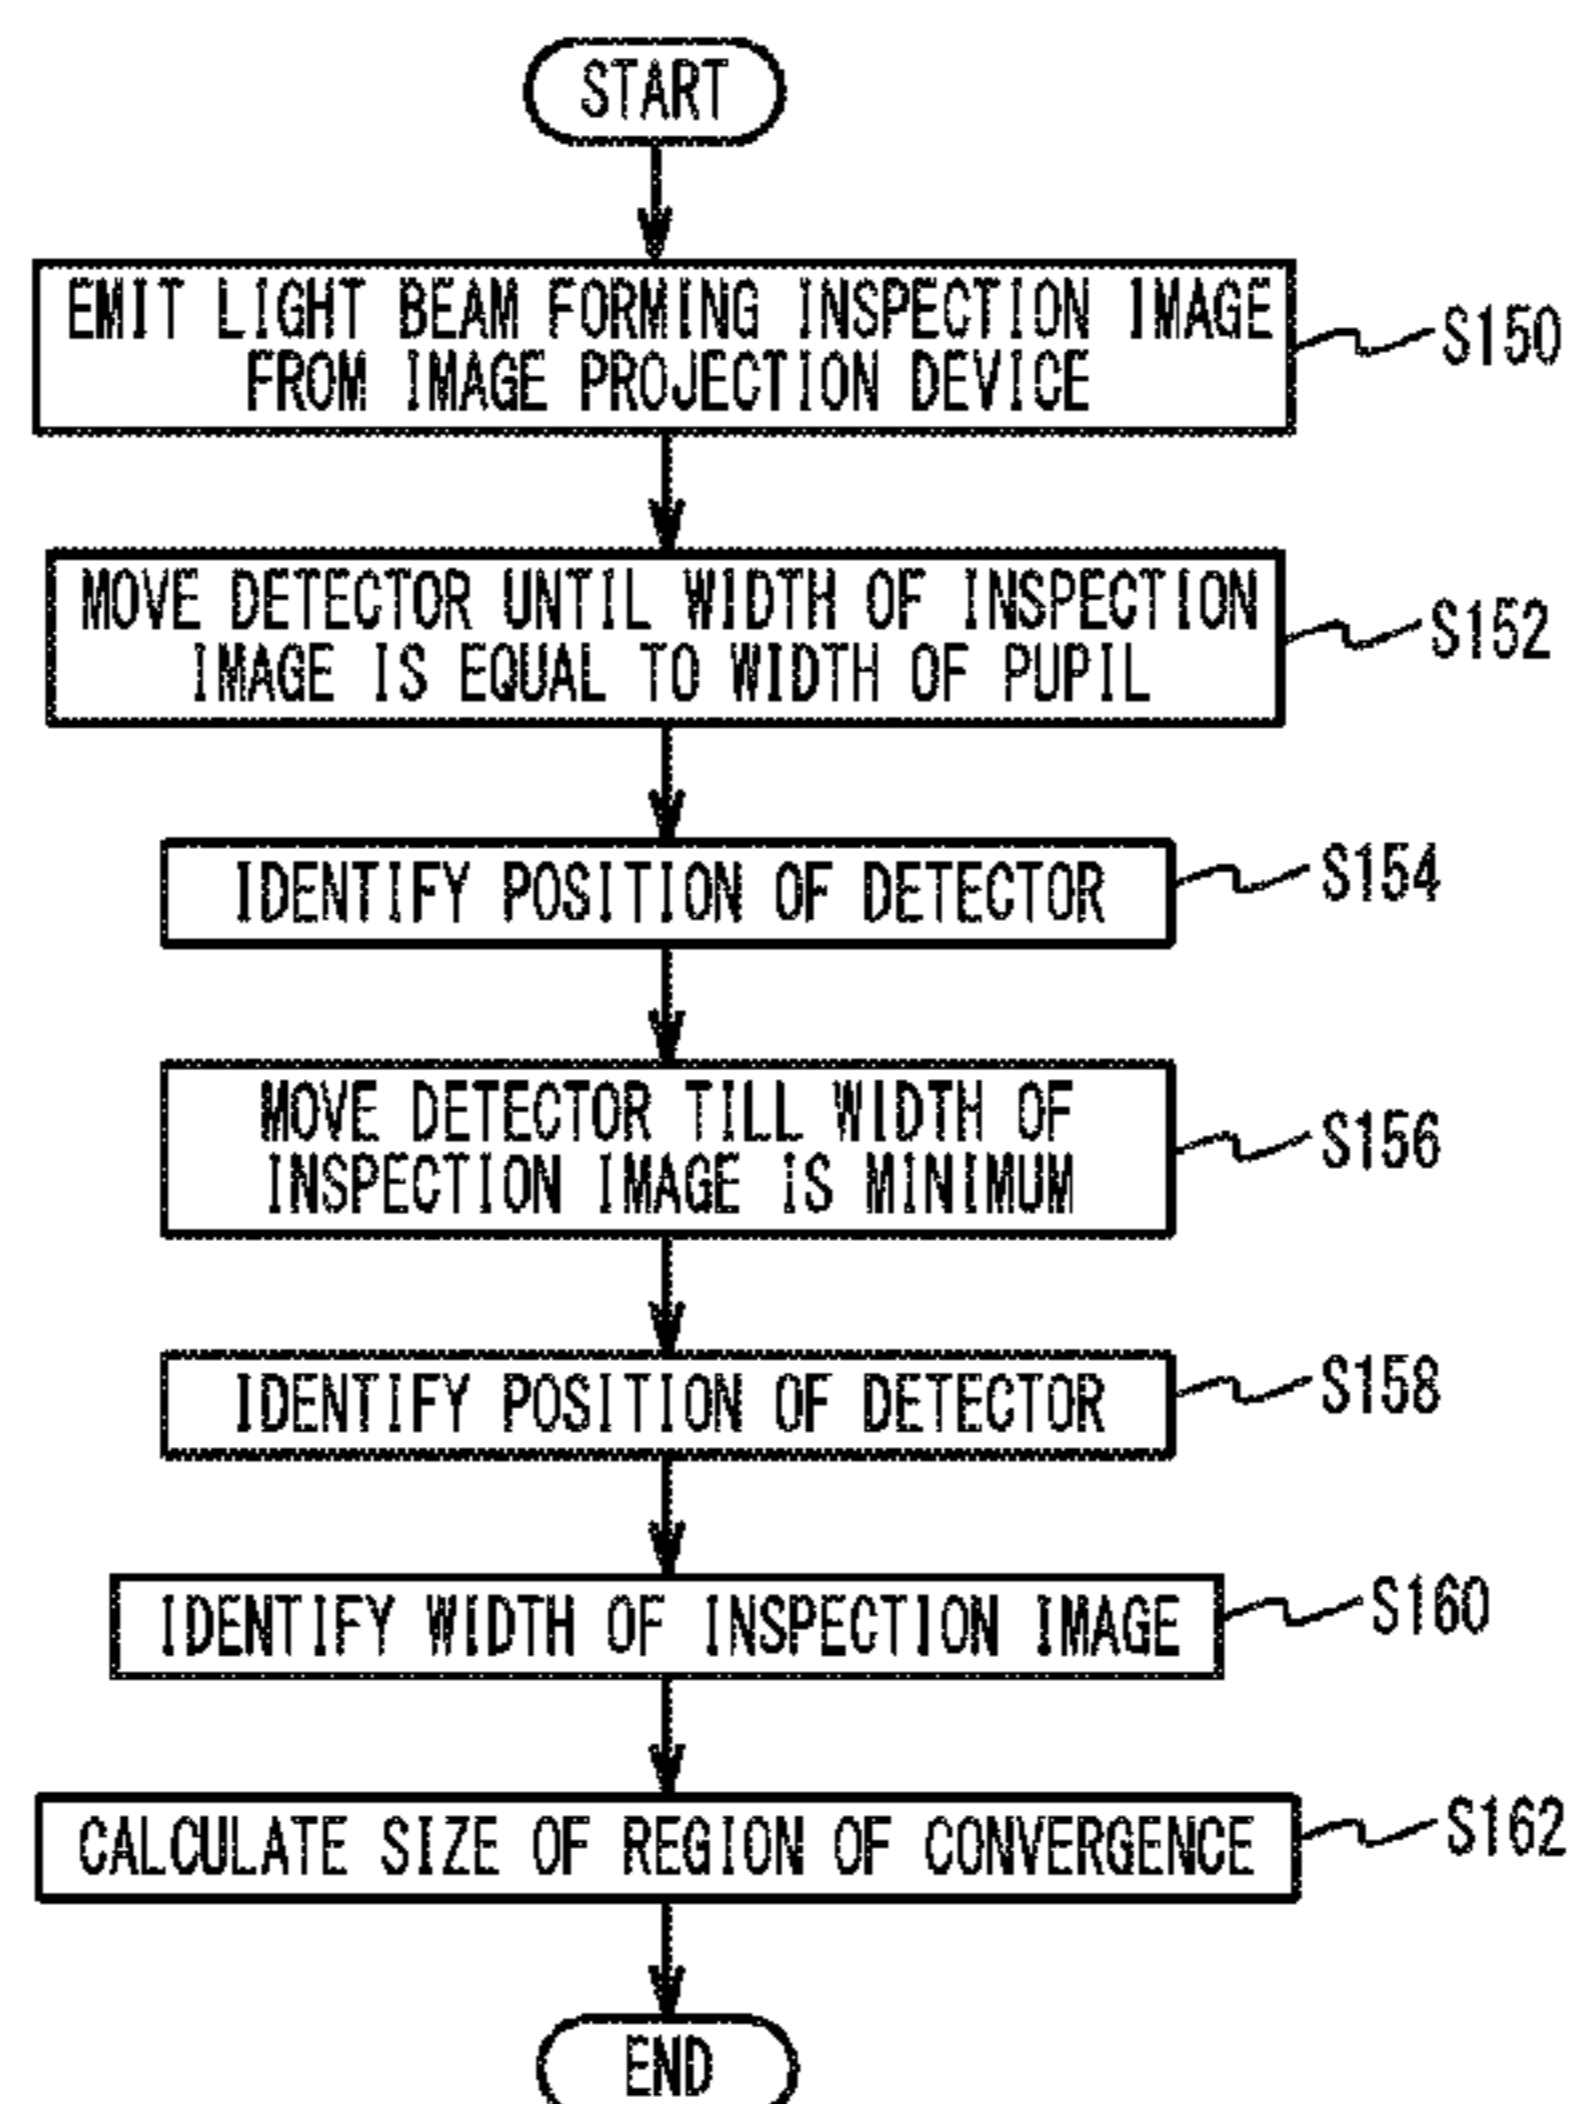 START
EMIT LIGHT BEAM FORMING INSPECTION IMAGE
FROM IMAGE PROJECTION DEVICE
S150
MOVE DETECTOR UNTIL WIDTH OF INSPECTION
IMAGE IS EQUAL TO WIDTH OF PUPIL
S152
IDENTIFY POSITION OF DETECTOR
S154
MOVE DETECTOR TILL WIDTH OF
INSPECTION IMAGE IS MINIMUM
S156
IDENTIFY POSITION OF DETECTOR
S158
IDENTIFY WIDTH OF INSPECTION IMAGE
S160
CALCULATE SIZE OF REGION OF CONVERGENCE
S162
END